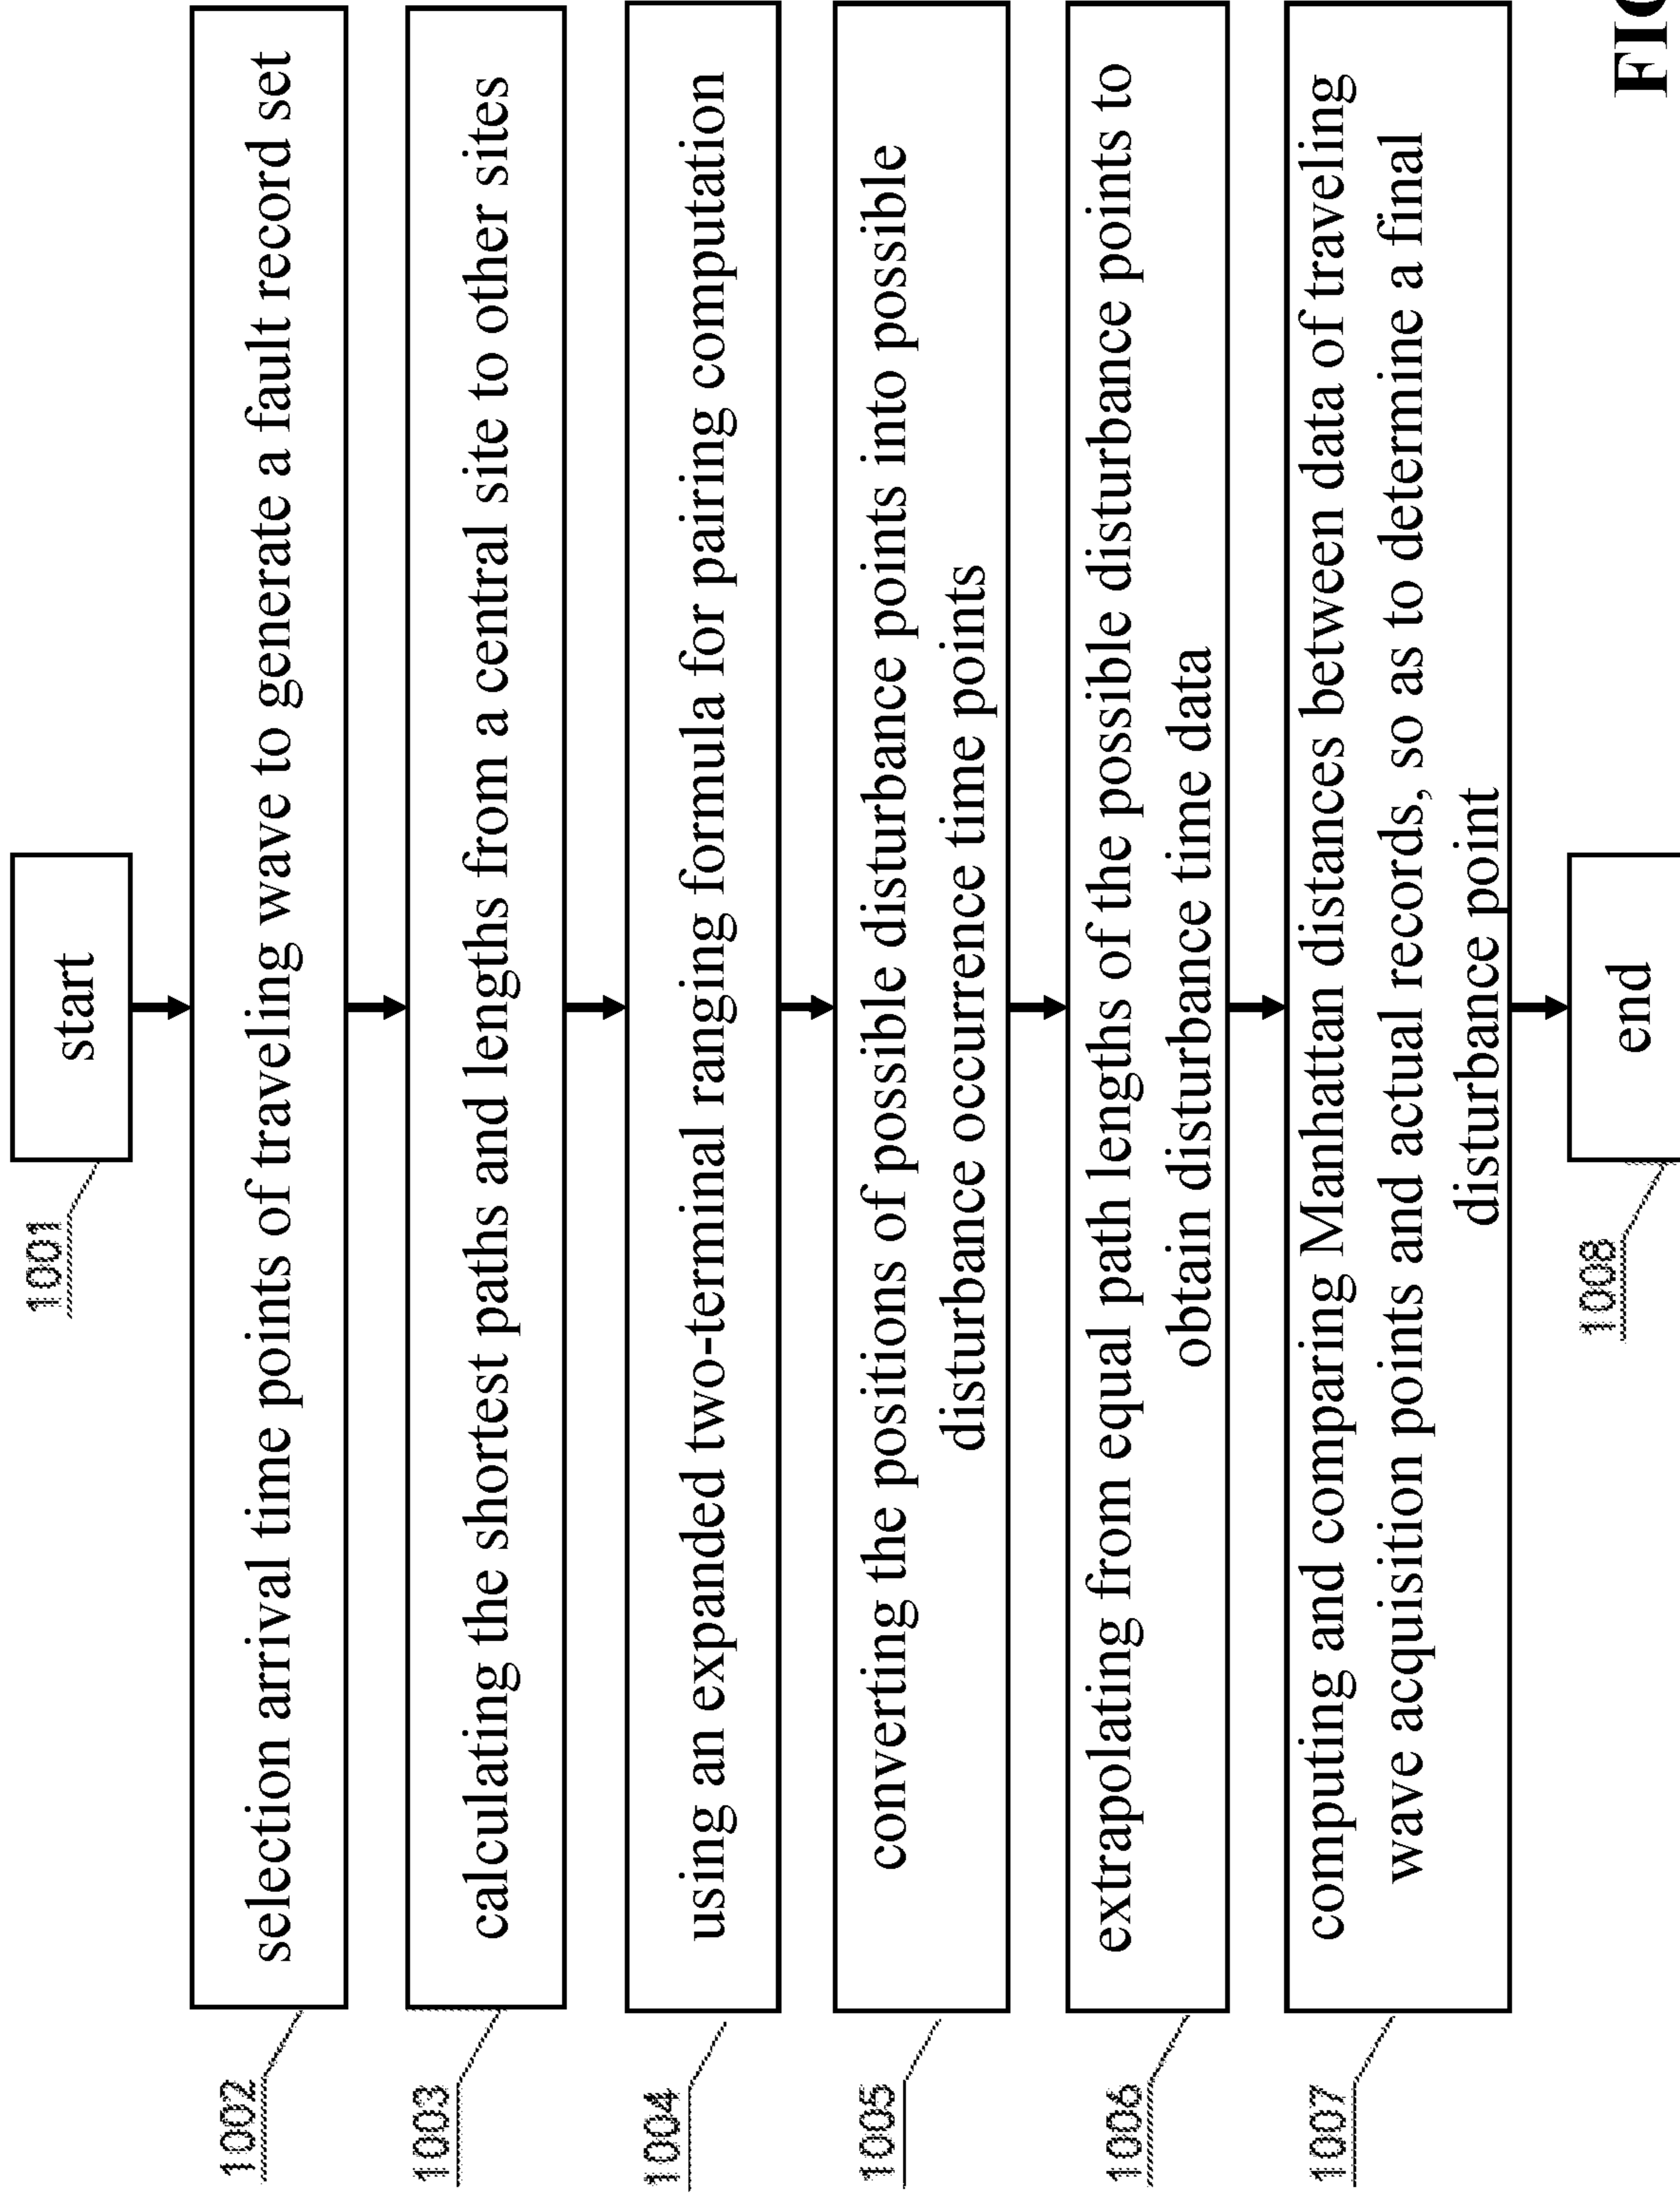 start
1001
selection arrival time points of traveling wave to generate a fault record set
1002
calculating the shortest paths and lengths from a central site to other sites
1003
using an expanded two-terminal ranging formula for pairing computation
1004
converting the positions of possible disturbance points into possible
disturbance occurrence time points
1005
extrapolating from equal path lengths of the possible disturbance points to
obtain disturbance time data
1006
computing and comparing Manhattan distances between data of traveling
wave acquisition points and actual records, so as to determine a final
disturbance point
1007
end
1008